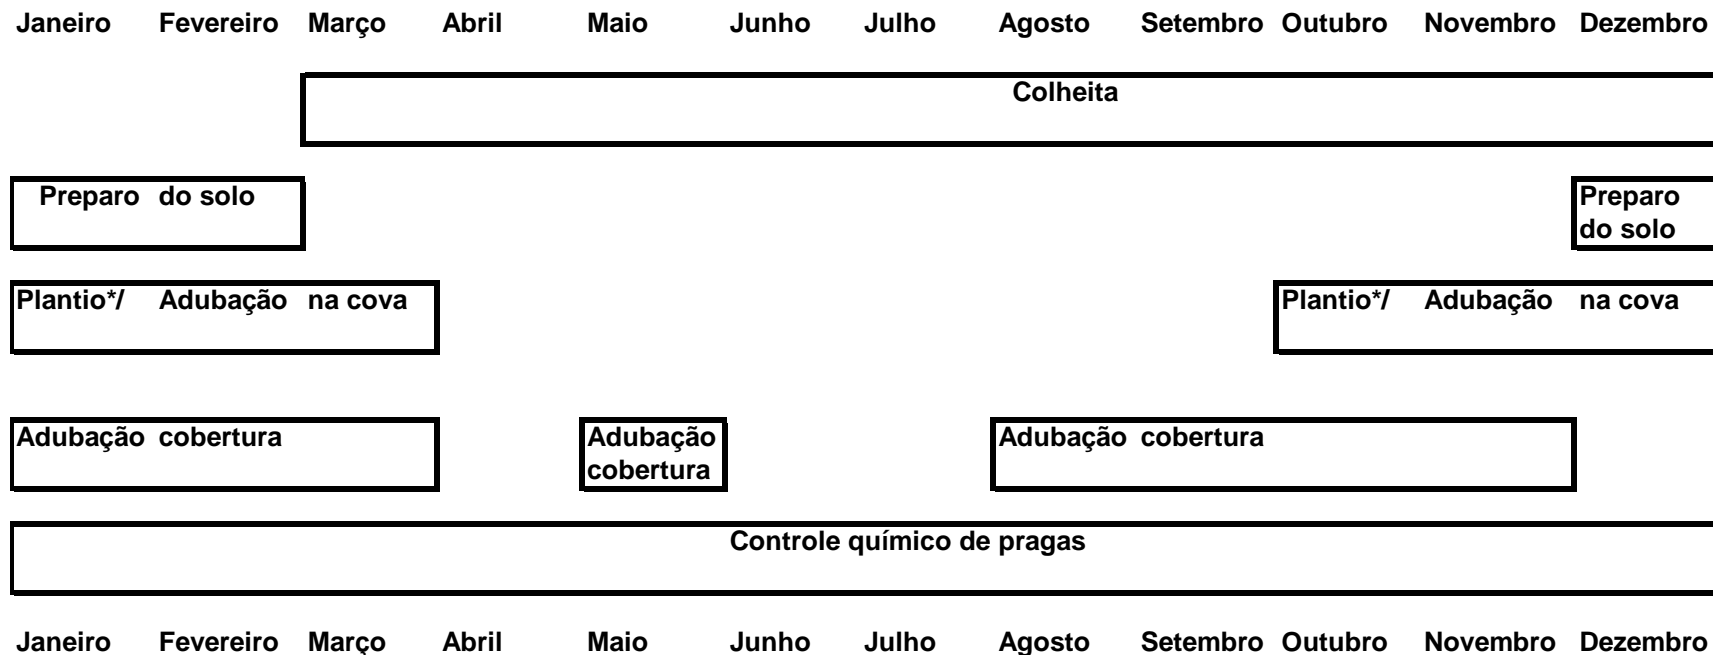 Janeiro Fevereiro Março Abril Maio Junho Julho Agosto Setembro Outubro Novembro Dezembro
Colheita
Preparo do solo
Preparo
do solo
Plantio*/ Adubação na cova
Plantio*/ Adubação na cova
Adubação cobertura
Adubação
cobertura
Adubação cobertura
Controle químico de pragas
Janeiro Fevereiro Março Abril Maio Junho Julho Agosto Setembro Outubro Novembro Dezembro